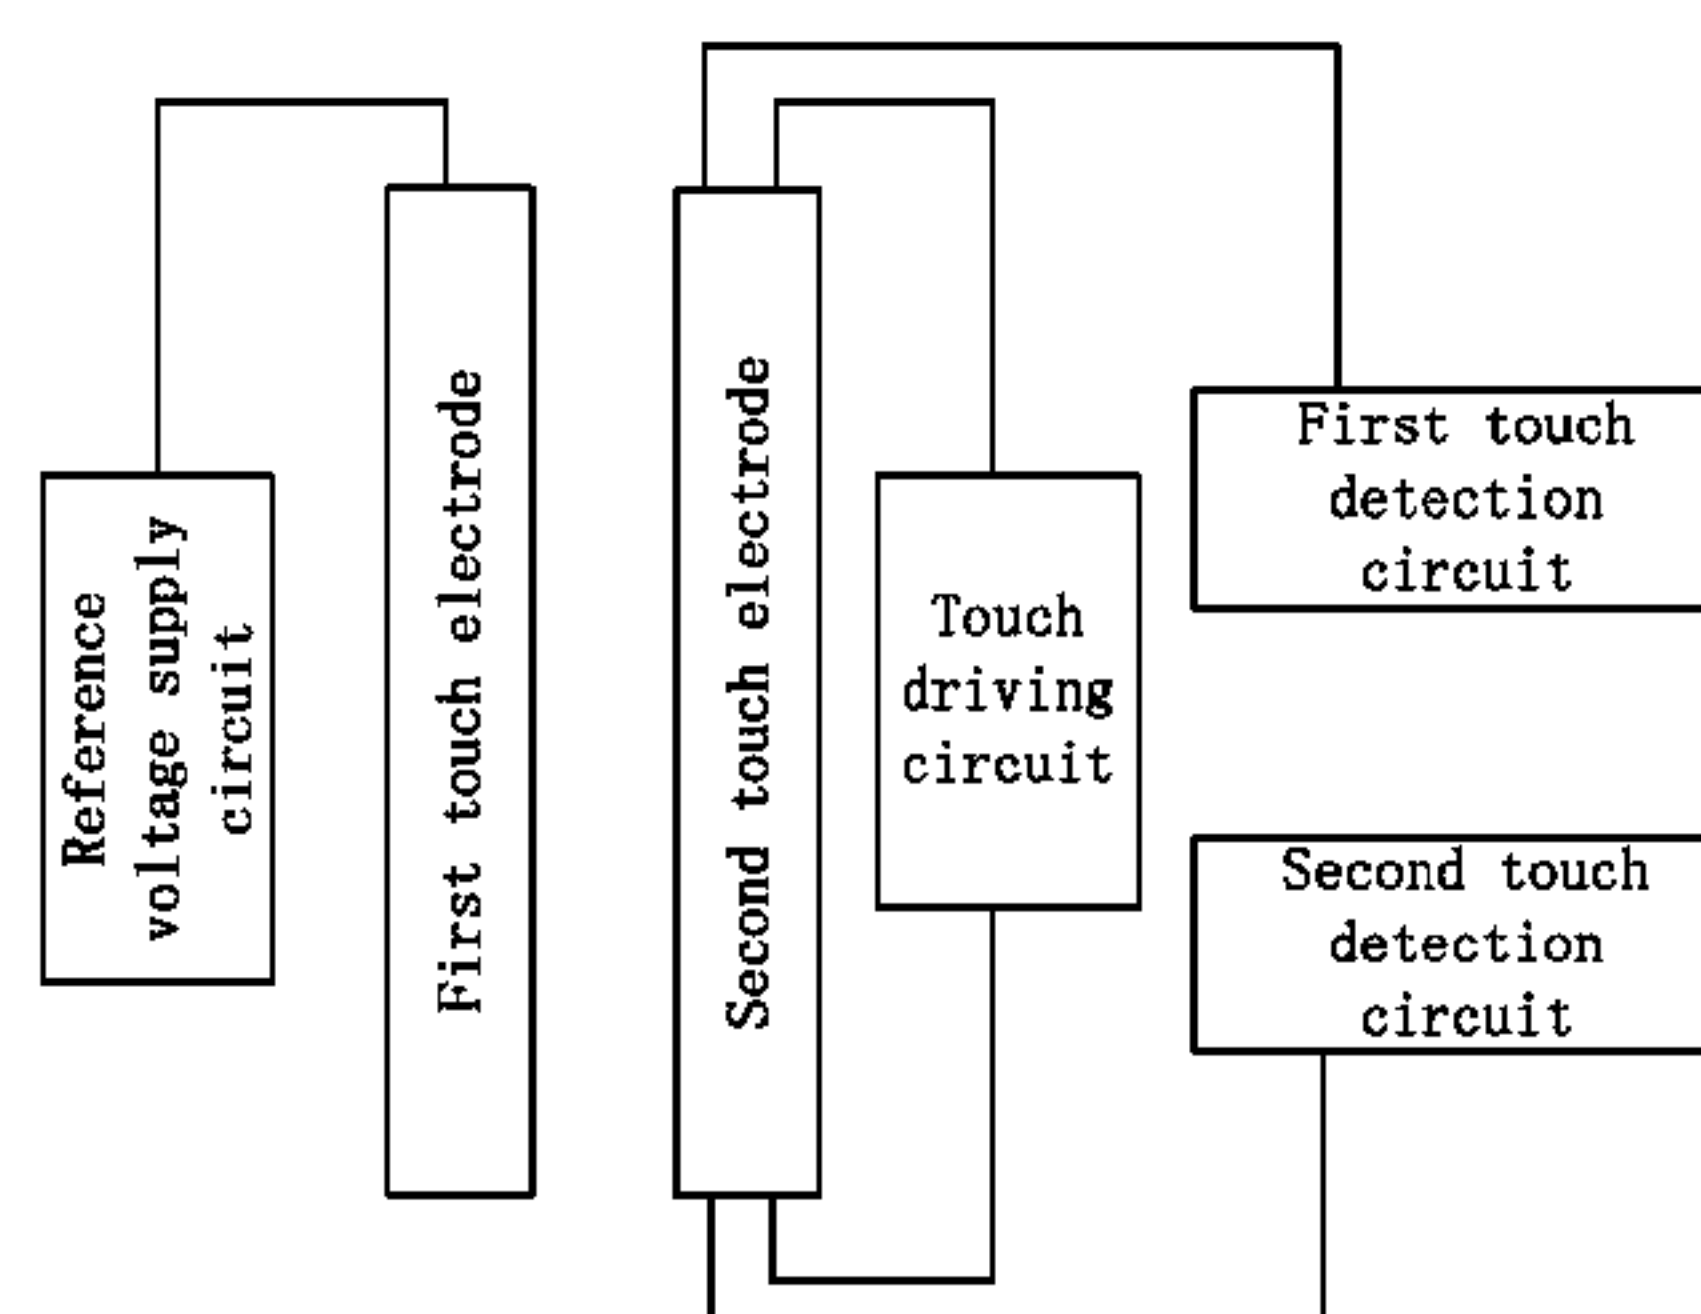 Reference
voltage supply
circuit
First touch electrode
Second touch electrode
Touch
driving
circuit
First touch
detection
circuit
Second touch
detection
circuit